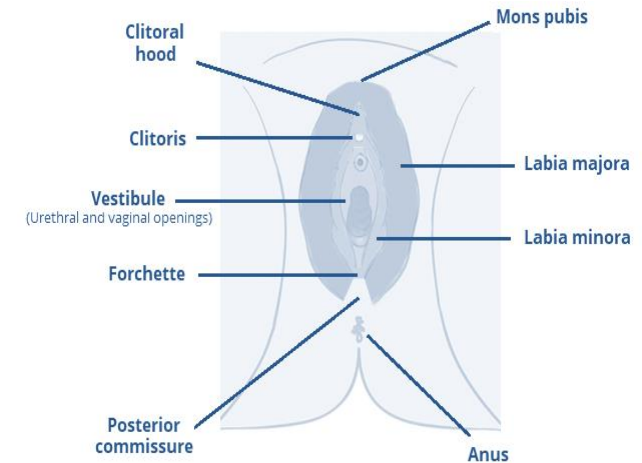 Mons pubis
Clitoral
hood
Clitoris
Labia majora
Vestibule
(Urethral and vaginal openings)
Labia minora
Forchette
Posterior
commissure
Anus